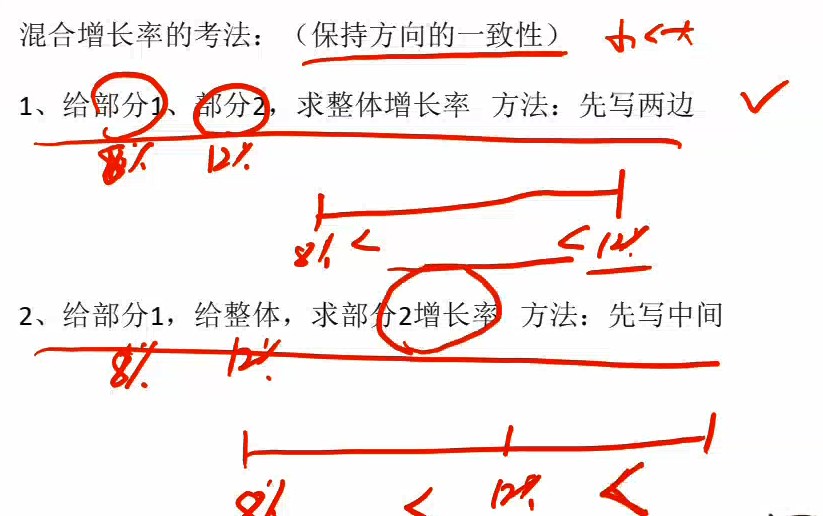 混合增长率的考法：（保持方向的一致性） 小<大
1、给部分1、部分2，求整体增长率 方法：先写两边
8% 12%
8% < < 12%
2、给部分1，给整体，求部分2增长率 方法：先写中间
8% 12%
8% < 12% <